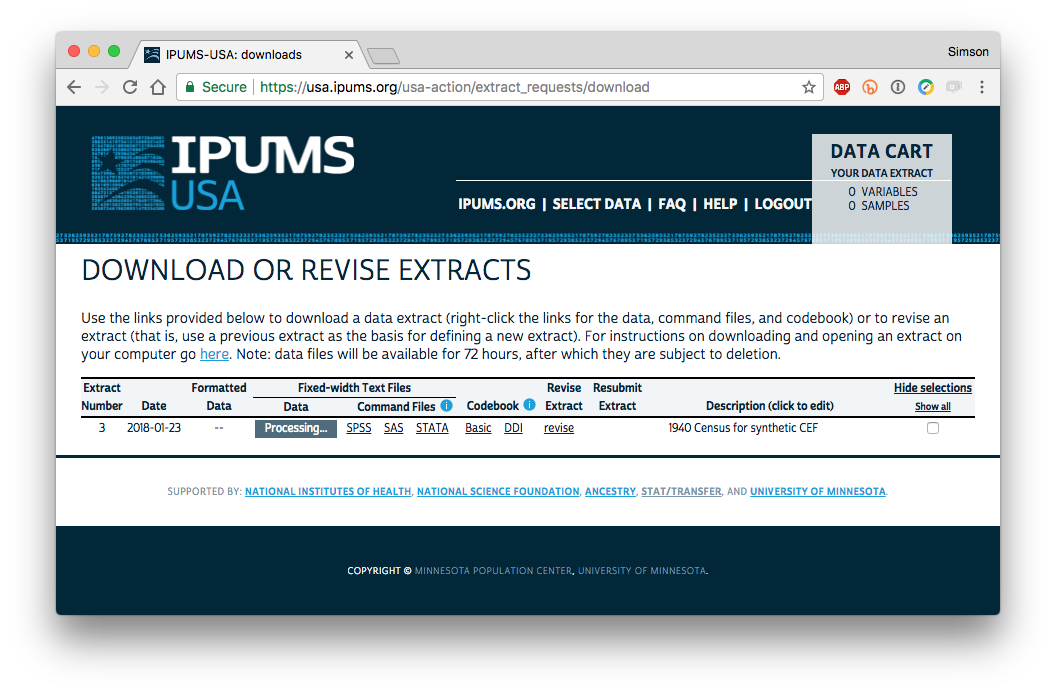 IPUMS-USA: downloads
Simson
Secure https://usa.ipums.org/usa-action/extract_requests/download
ABP
IPUMS
USA
DATA CART
YOUR DATA EXTRACT
0 VARIABLES
0 SAMPLES
IPUMS.ORG | SELECT DATA | FAQ | HELP | LOGOUT
DOWNLOAD OR REVISE EXTRACTS
Use the links provided below to download a data extract (right-click the links for the data, command files, and codebook) or to revise an
extract (that is, use a previous extract as the basis for defining a new extract). For instructions on downloading and opening an extract on
your computer go here. Note: data files will be available for 72 hours, after which they are subject to deletion.
Extract Formatted Fixed-width Text Files Revise Resubmit Hide selections
Number Date Data Data Command Files i Codebook i Extract Extract Description (click to edit) Show all
3 2018-01-23 -- Processing... SPSS SAS STATA Basic DDI revise 1940 Census for synthetic CEF
SUPPORTED BY: NATIONAL INSTITUTES OF HEALTH, NATIONAL SCIENCE FOUNDATION, ANCESTRY, STAT/TRANSFER, AND UNIVERSITY OF MINNESOTA.
COPYRIGHT © MINNESOTA POPULATION CENTER, UNIVERSITY OF MINNESOTA.